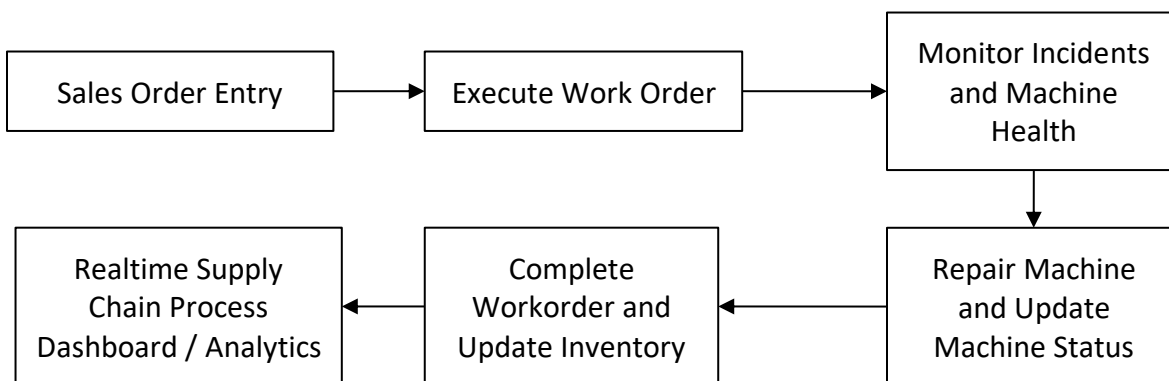 Sales Order Entry
Execute Work Order
Monitor Incidents
and Machine
Health
Realtime Supply
Chain Process
Dashboard / Analytics
Complete
Workorder and
Update Inventory
Repair Machine
and Update
Machine Status